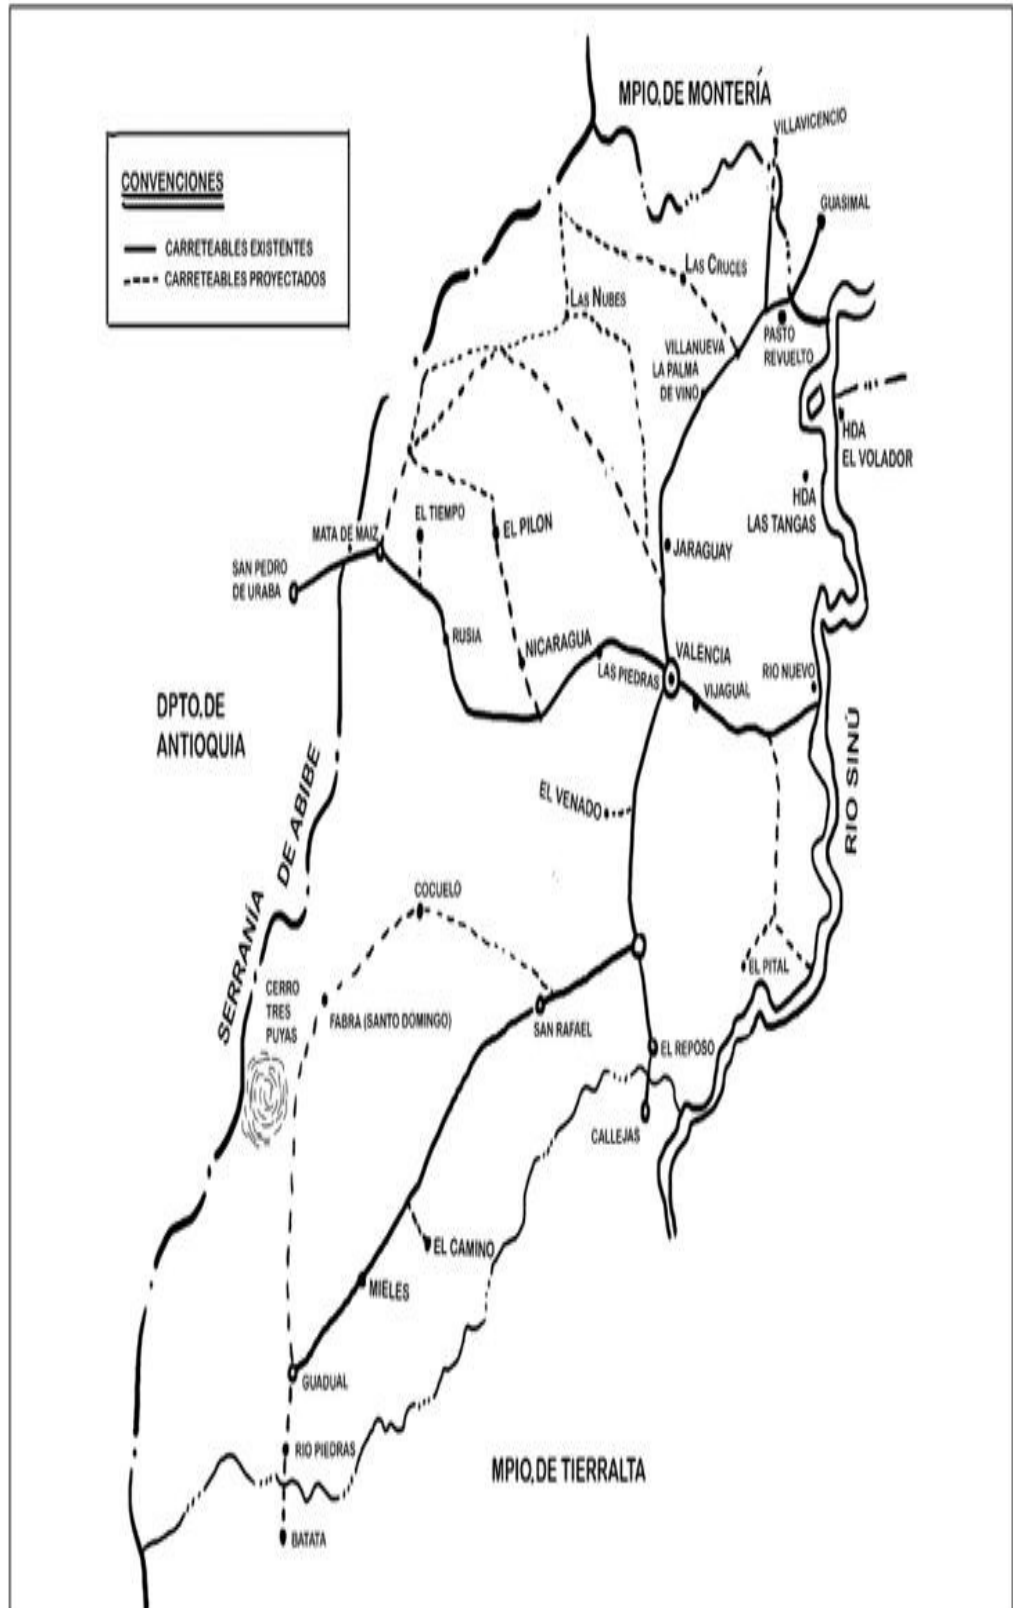 MPIO. DE MONTERÍA
VILLAVICENCIO
CONVENCIONES
CARRETEABLES EXISTENTES
CARRETEABLES PROYECTADOS
GUASIMAL
LAS CRUCES
LAS NUBES
PASTO
REVUELTO
VILLANUEVA
LA PALMA
DE VINO
HDA
EL VOLADOR
HDA
LAS TANGAS
EL TIEMPO
EL PILON
MATA DE MAIZ
JARAGUAY
SAN PEDRO
DE URABA
RUSIA
NICARAGUA
LAS PIEDRAS
VALENCIA
VIJAGUAL
RIO NUEVO
DPTO. DE
ANTIOQUIA
RIO SINÚ
SERRANÍA DE ABIBE
EL VENADO
COCUELO
CERRO
TRES
PUYAS
FABRA (SANTO DOMINGO)
SAN RAFAEL
EL PITAL
EL REPOSO
CALLEJAS
EL CAMINO
MIELES
GUADUAL
RIO PIEDRAS
MPIO. DE TIERRALTA
BATATA